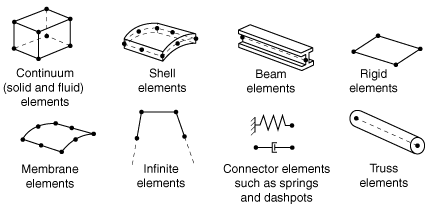 Continuum
(solid and fluid)
elements
Shell
elements
Beam
elements
Rigid
elements
Membrane
elements
Infinite
elements
Connector elements
such as springs
and dashpots
Truss
elements